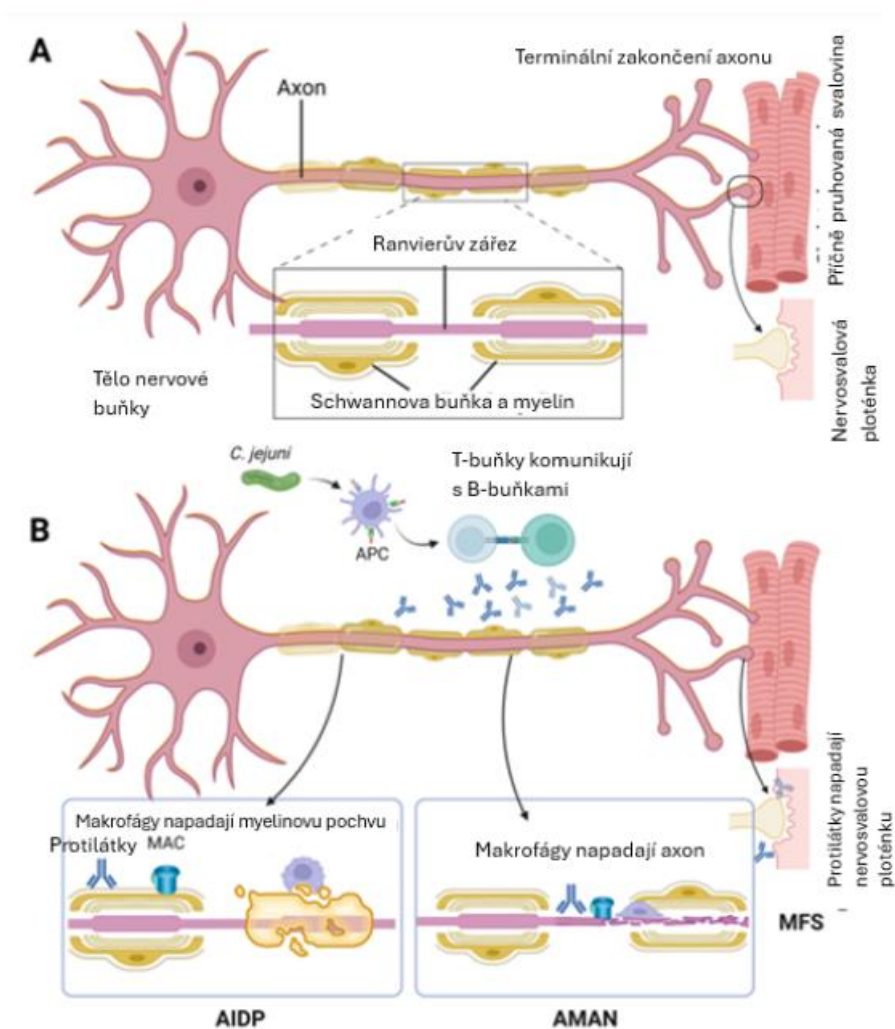 A
Terminální zakončení axonu
Axon
Příčně pruhovaná svalovina
Ranvierův zářez
Tělo nervové
buňky
Schwannova buňka a myelin
Nervosvalová
ploténka
C. jejuni
T-buňky komunikují
s B-buňkami
APC
B
Makrofágy napadají myelinovu pochvu
Protilátky MAC
Makrofágy napadají axon
Protilátky napadají
nervosvalovou
ploténku
MFS
AIDP
AMAN